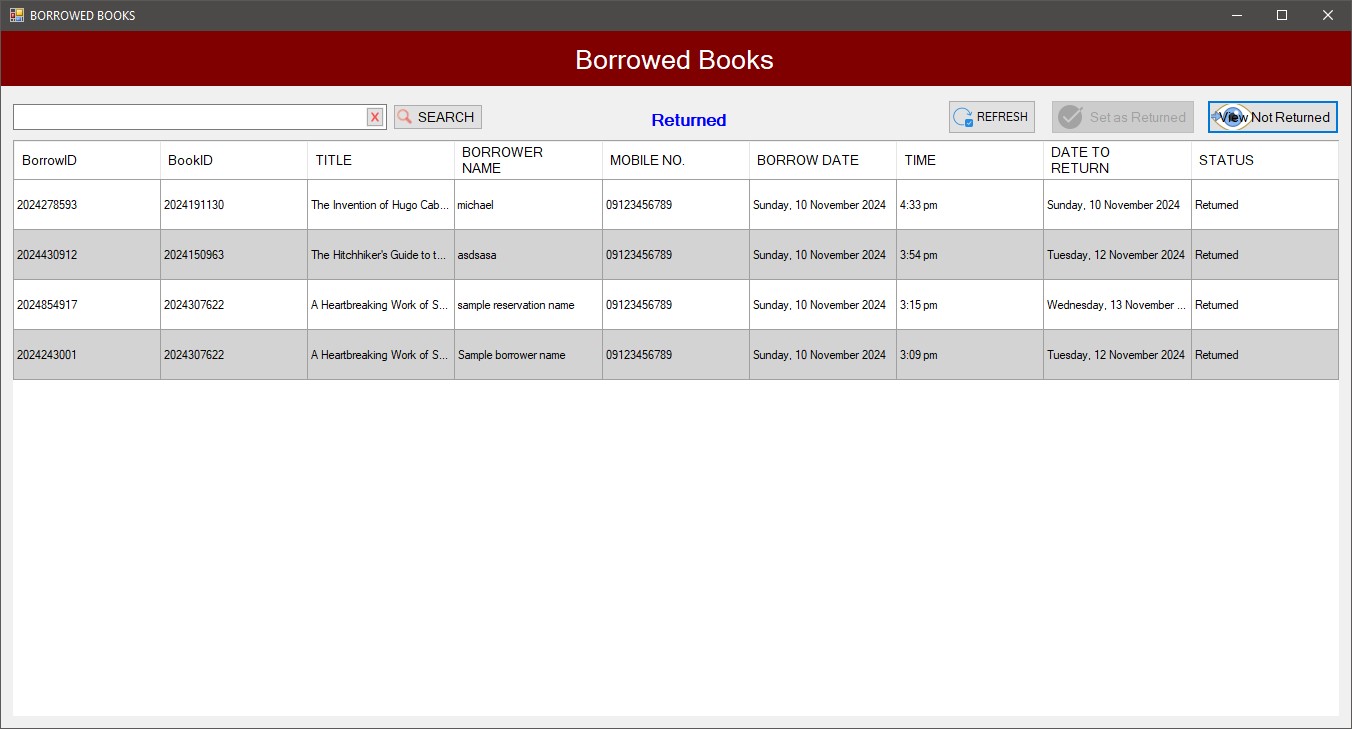 BORROWED BOOKS
Borrowed Books
X SEARCH Returned REFRESH Set as Returned View Not Returned
BorrowID BookID TITLE BORROWER NAME MOBILE NO. BORROW DATE TIME DATE TO RETURN STATUS
2024278593 2024191130 The Invention of Hugo Cab... michael 09123456789 Sunday, 10 November 2024 4:33 pm Sunday, 10 November 2024 Returned
2024430912 2024150963 The Hitchhiker's Guide to t... asdsasa 09123456789 Sunday, 10 November 2024 3:54 pm Tuesday, 12 November 2024 Returned
2024854917 2024307622 A Heartbreaking Work of S... sample reservation name 09123456789 Sunday, 10 November 2024 3:15 pm Wednesday, 13 November ... Returned
2024243001 2024307622 A Heartbreaking Work of S... Sample borrower name 09123456789 Sunday, 10 November 2024 3:09 pm Tuesday, 12 November 2024 Returned